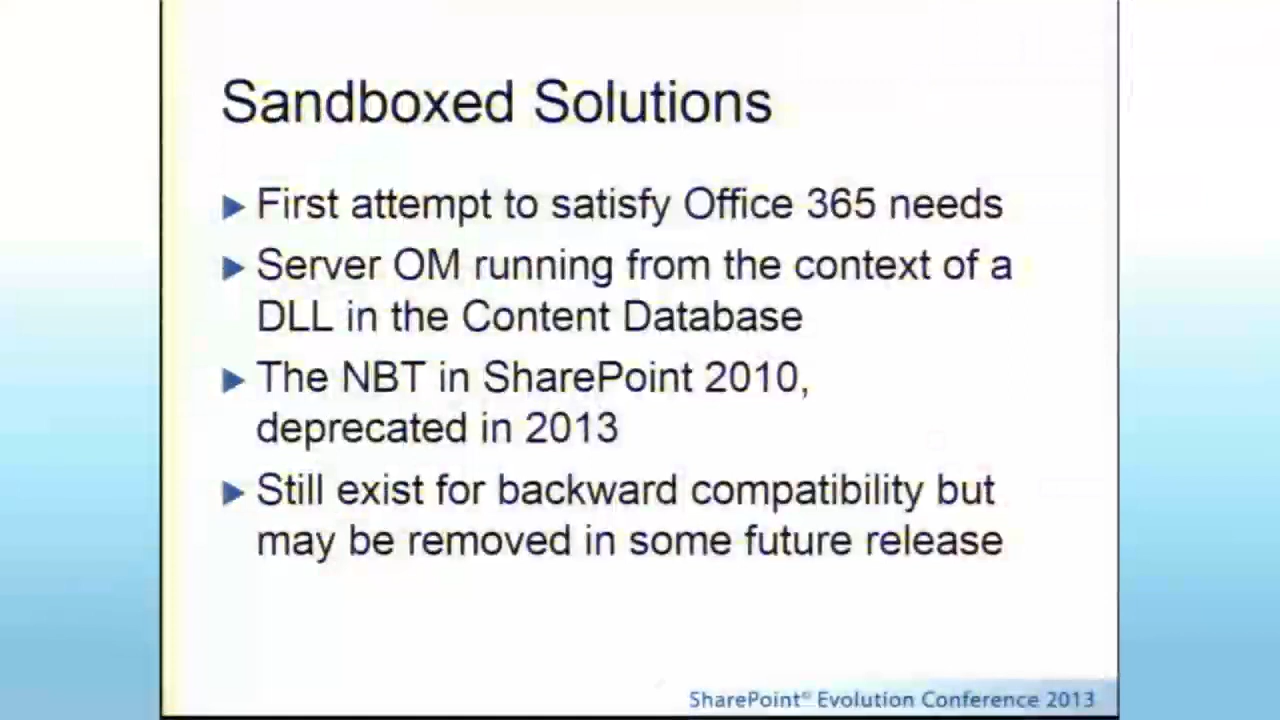 Sandboxed Solutions
First attempt to satisfy Office 365 needs
Server OM running from the context of a
DLL in the Content Database
The NBT in SharePoint 2010,
deprecated in 2013
Still exist for backward compatibility but
may be removed in some future release
SharePoint® Evolution Conference 2013